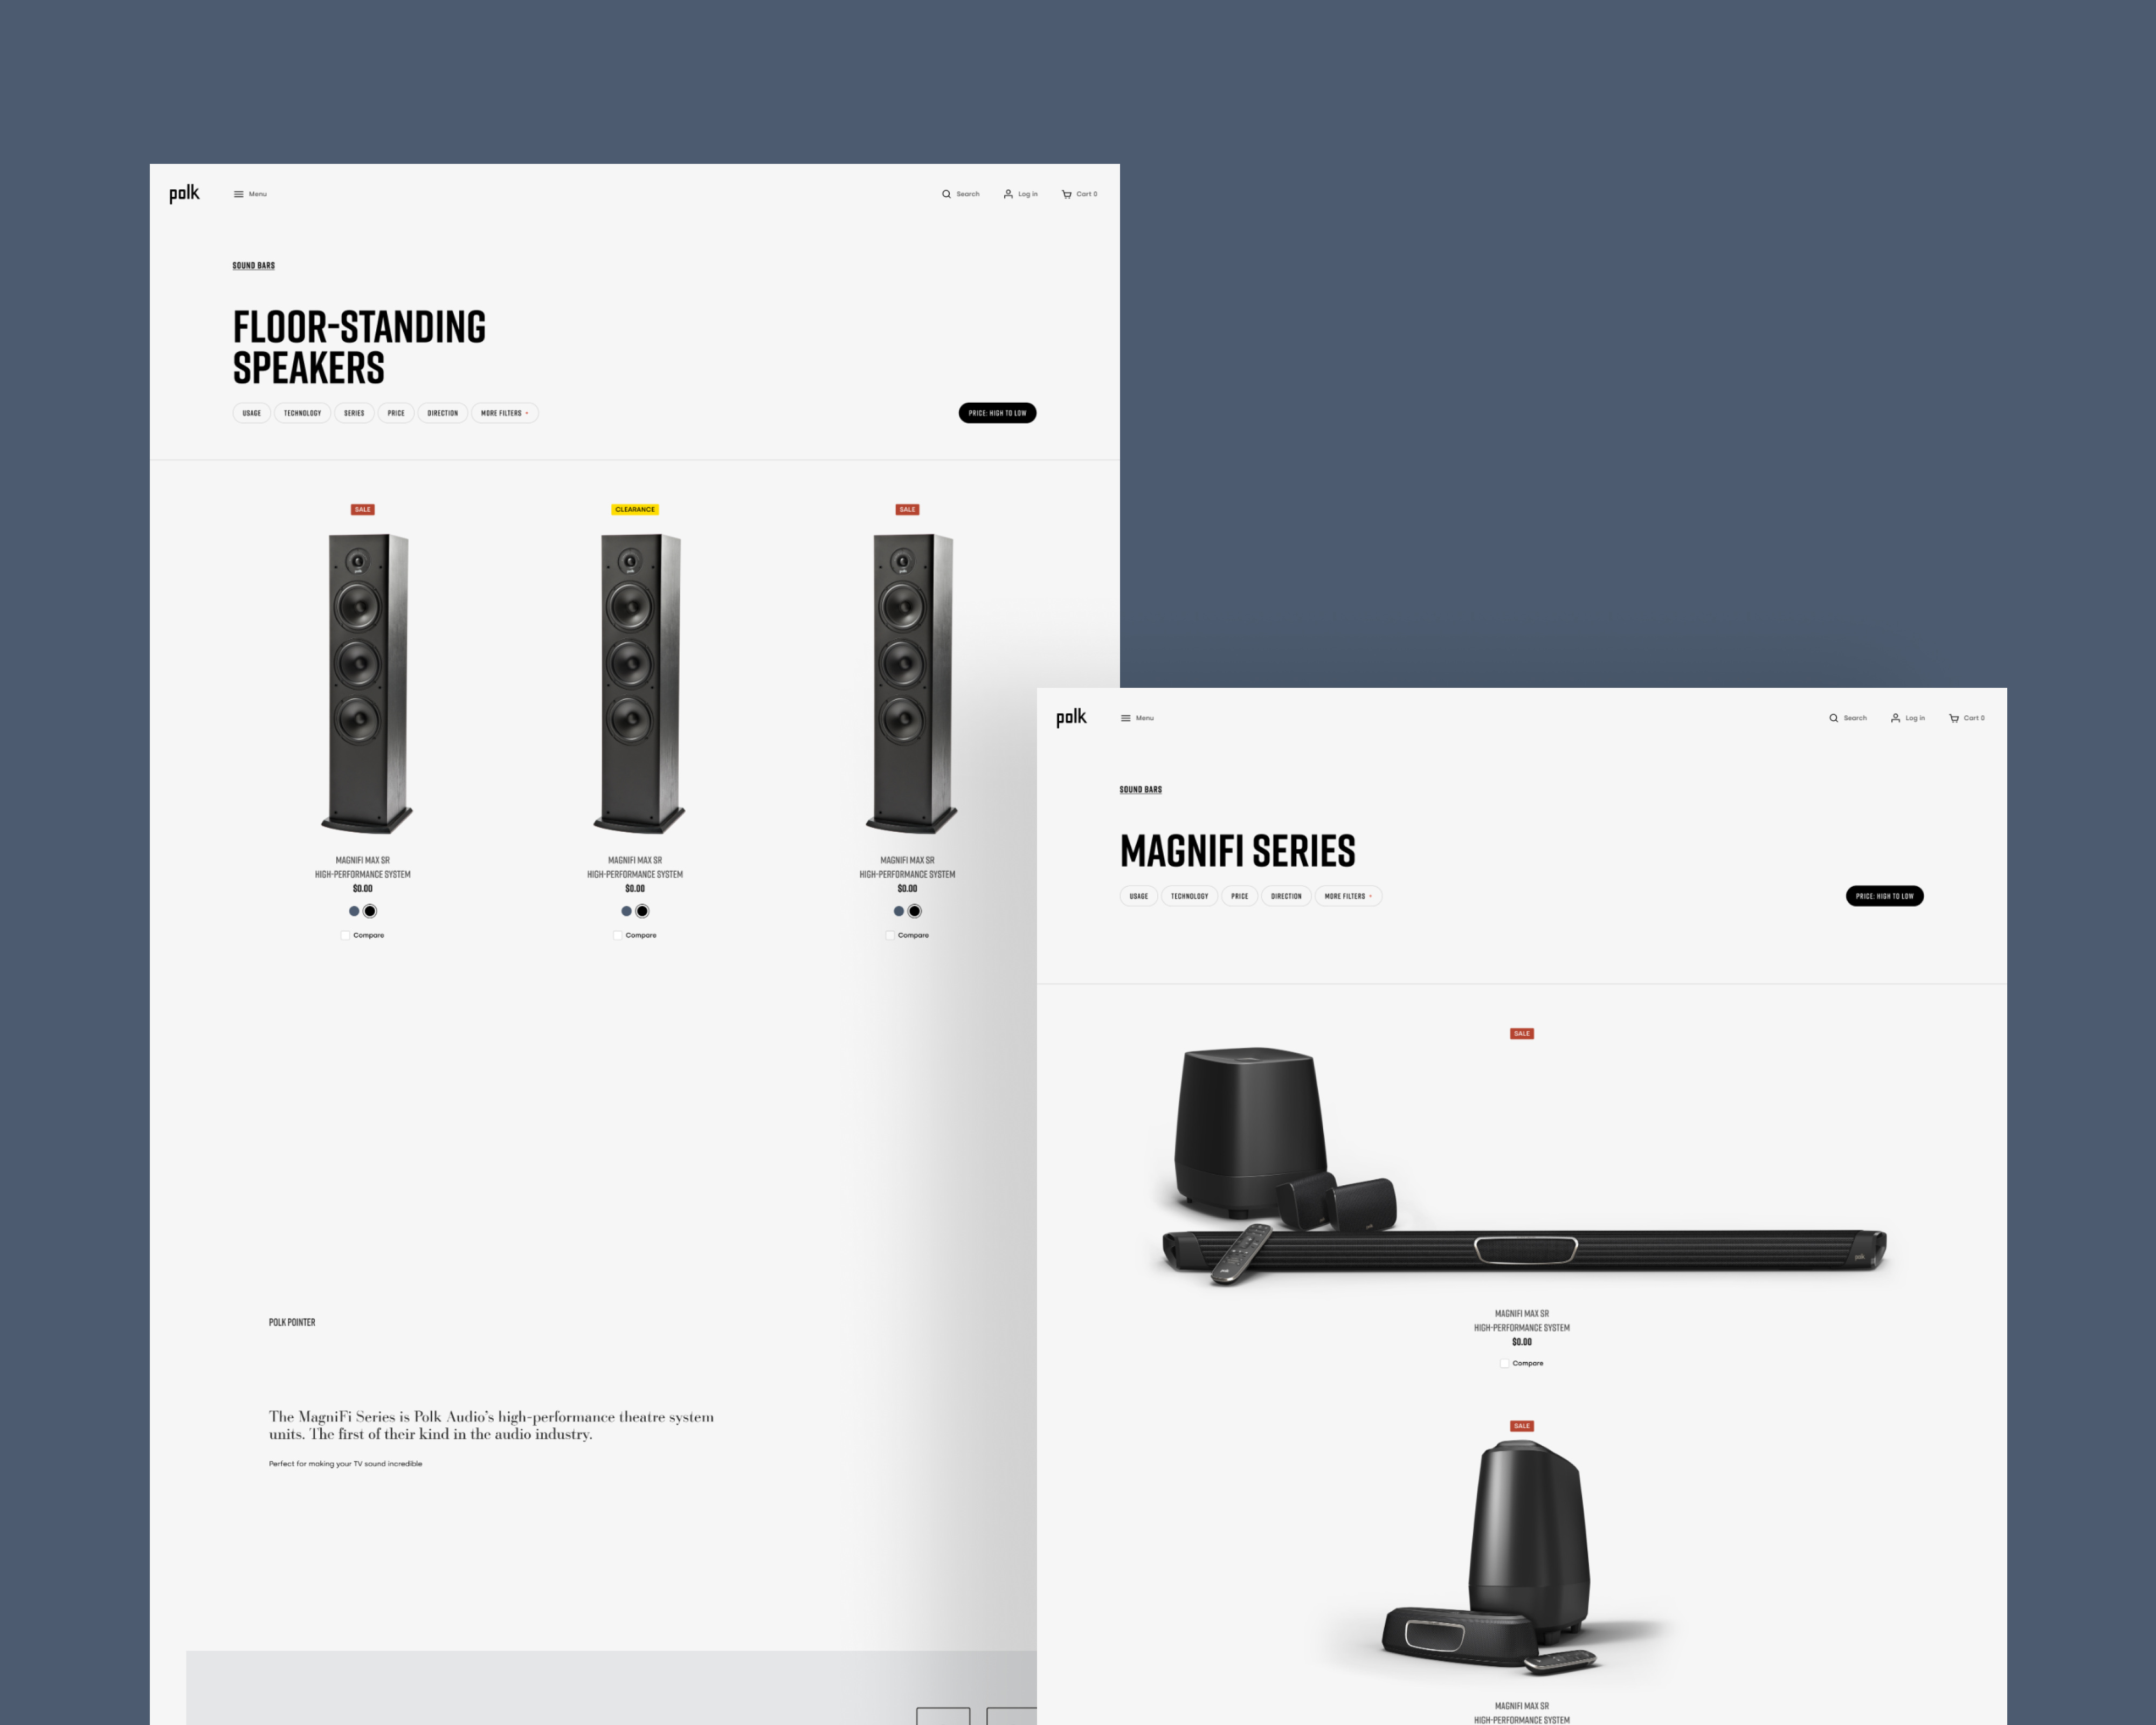 polk
Menu
Search
Log in
Cart 0
SOUND BARS
FLOOR-STANDING
SPEAKERS
USAGE
TECHNOLOGY
SERIES
PRICE
DIRECTION
MORE FILTERS +
PRICE: HIGH TO LOW
SALE
MAGNIFI MAX SR
HIGH-PERFORMANCE SYSTEM
$0.00
Compare
CLEARANCE
MAGNIFI MAX SR
HIGH-PERFORMANCE SYSTEM
$0.00
Compare
SALE
MAGNIFI MAX SR
HIGH-PERFORMANCE SYSTEM
$0.00
Compare
POLK POINTER
The MagniFi Series is Polk Audio's high-performance theatre system
units. The first of their kind in the audio industry.
Perfect for making your TV sound incredible
polk
Menu
Search
Log in
Cart 0
SOUND BARS
MAGNIFI SERIES
USAGE
TECHNOLOGY
PRICE
DIRECTION
MORE FILTERS +
PRICE: HIGH TO LOW
SALE
polk
MAGNIFI MAX SR
HIGH-PERFORMANCE SYSTEM
$0.00
Compare
SALE
MAGNIFI MAX SR
HIGH-PERFORMANCE SYSTEM